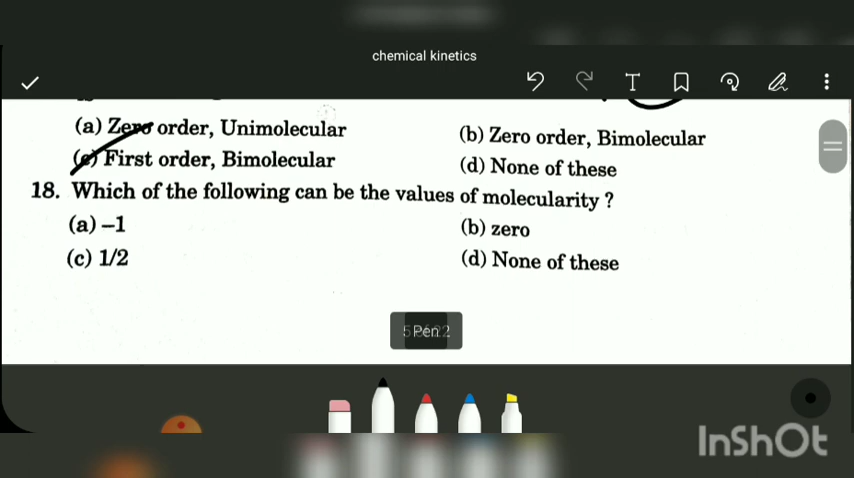 chemical kinetics
T
(a) Zero order, Unimolecular (b) Zero order, Bimolecular
(c) First order, Bimolecular (d) None of these
18. Which of the following can be the values of molecularity ?
(a) –1 (b) zero
(c) 1/2 (d) None of these
Pen
InShOt